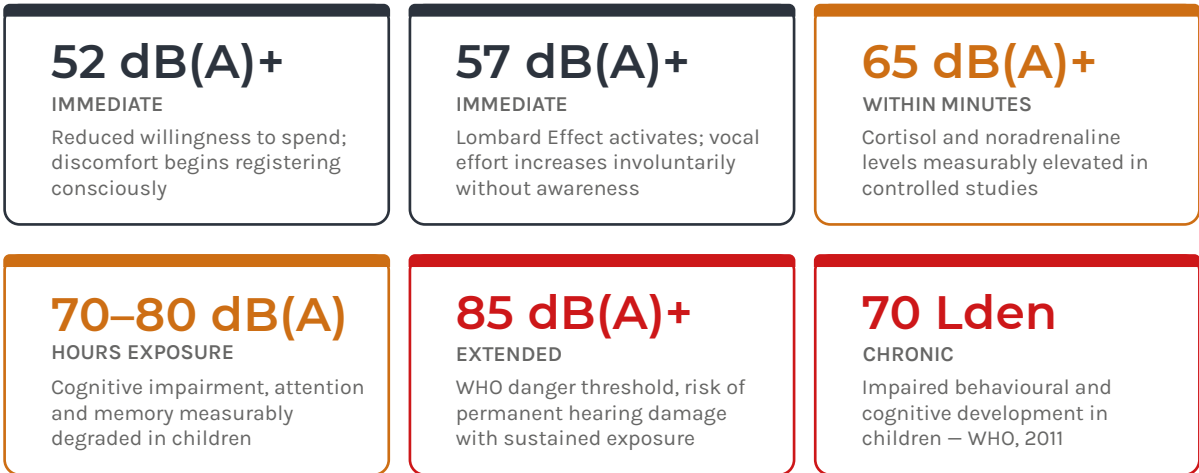 52 dB(A)+
IMMEDIATE
Reduced willingness to spend;
discomfort begins registering
consciously
57 dB(A)+
IMMEDIATE
Lombard Effect activates; vocal
effort increases involuntarily
without awareness
65 dB(A)+
WITHIN MINUTES
Cortisol and noradrenaline
levels measurably elevated in
controlled studies
70–80 dB(A)
HOURS EXPOSURE
Cognitive impairment, attention
and memory measurably
degraded in children
85 dB(A)+
EXTENDED
WHO danger threshold, risk of
permanent hearing damage
with sustained exposure
70 Lden
CHRONIC
Impaired behavioural and
cognitive development in
children — WHO, 2011